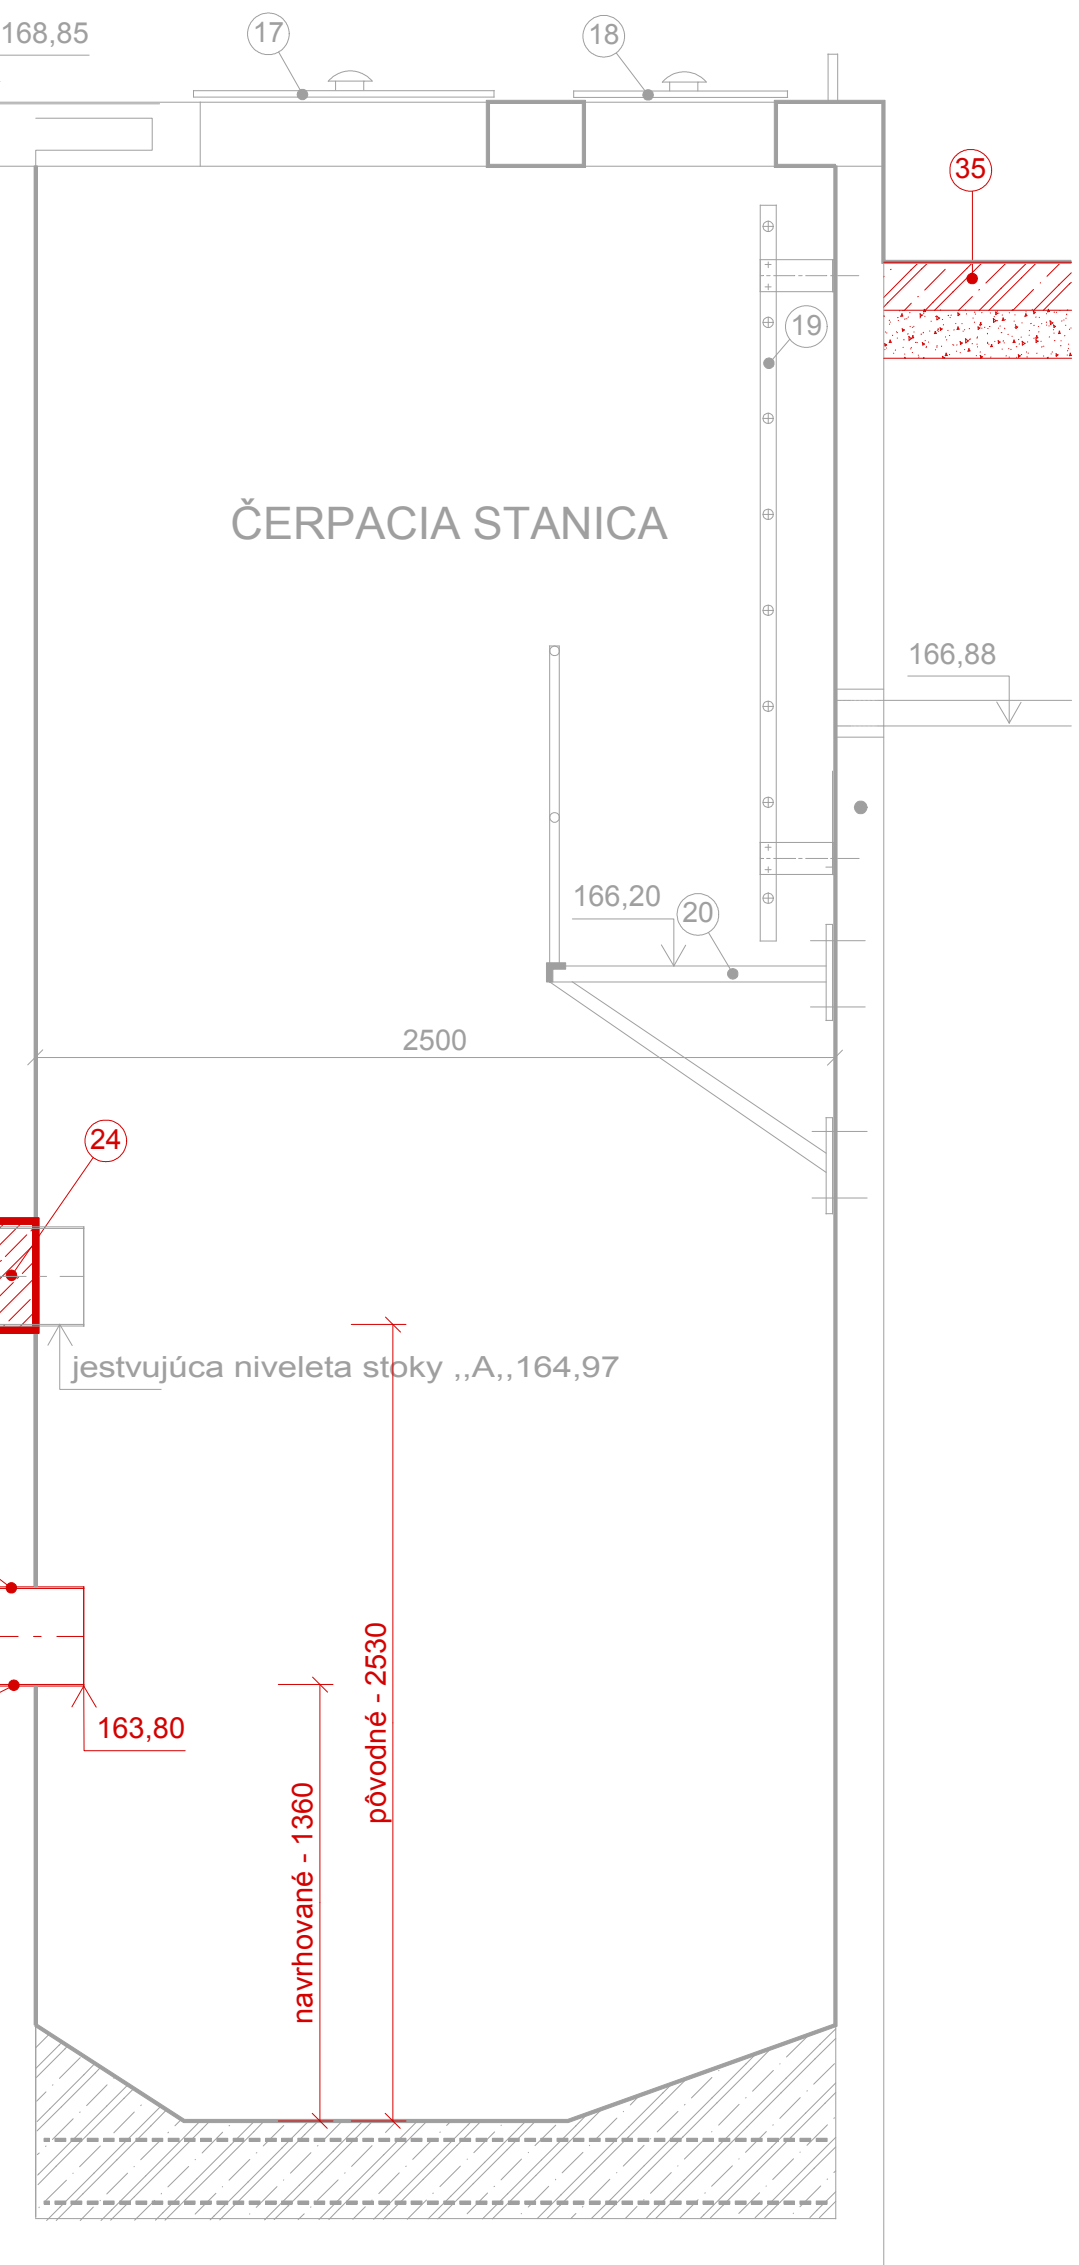 168,85
17
18
35
19
ČERPACIA STANICA
166,88
166,20
20
2500
24
jestvujúca niveleta stoky ,,A,,164,97
pôvodné - 2530
163,80
navrhované - 1360